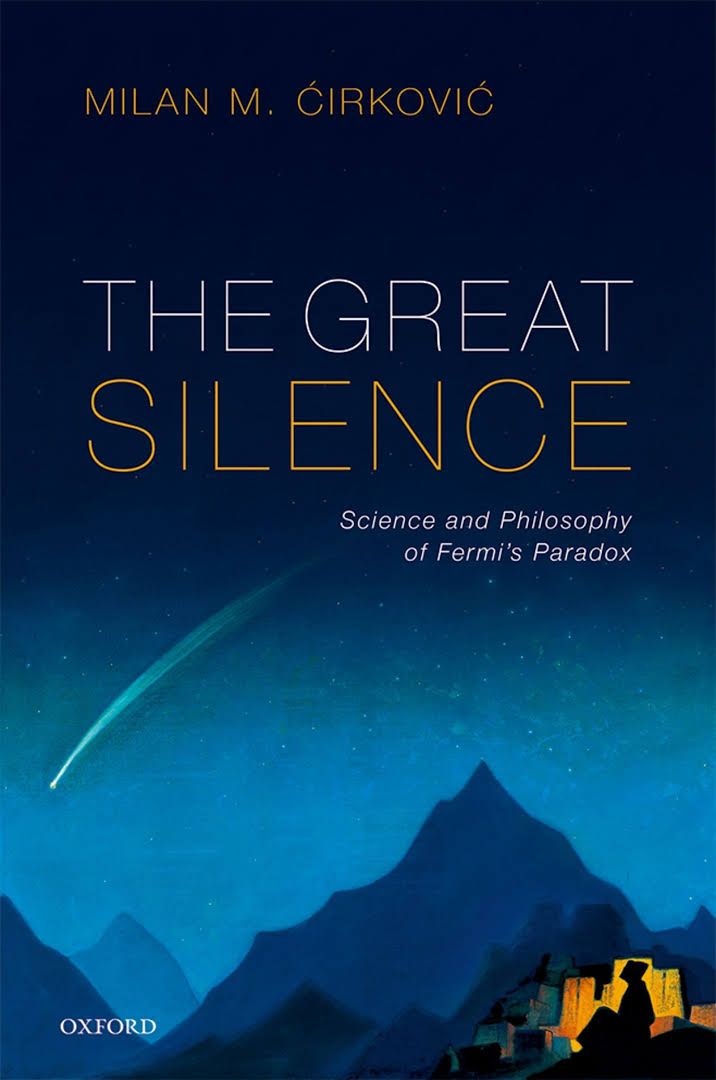 MILAN M. ĆIRKOVIĆ
THE GREAT
SILENCE
Science and Philosophy
of Fermi's Paradox
OXFORD